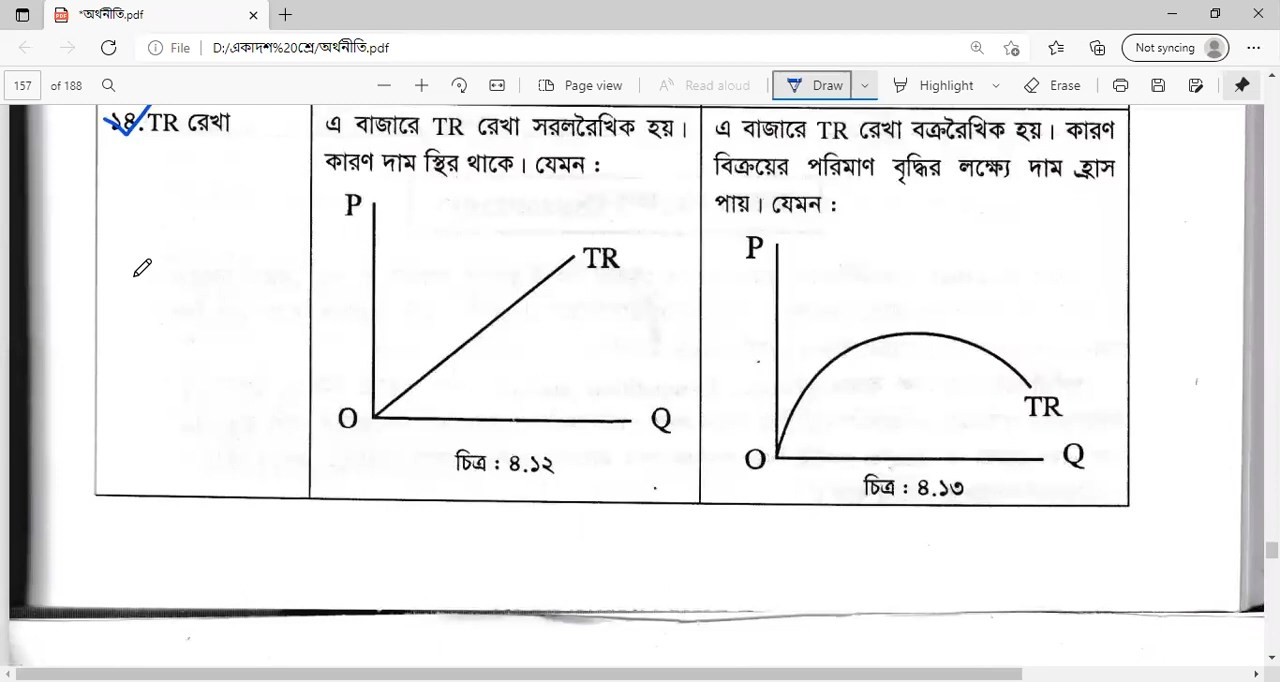 *অর্থনীতি.pdf
File
D:/একাদশ%20শ্রে/অর্থনীতি.pdf
Not syncing
157 of 188
Page view
Read aloud
Draw
Highlight
Erase
১৪. TR রেখা
এ বাজারে TR রেখা সরলরৈখিক হয়।
কারণ দাম স্থির থাকে। যেমন :
P
TR
O
Q
চিত্র : ৪.১২
এ বাজারে TR রেখা বক্ররৈখিক হয়। কারণ
বিক্রয়ের পরিমাণ বৃদ্ধির লক্ষ্যে দাম হ্রাস
পায়। যেমন :
P
TR
O
Q
চিত্র : ৪.১৩